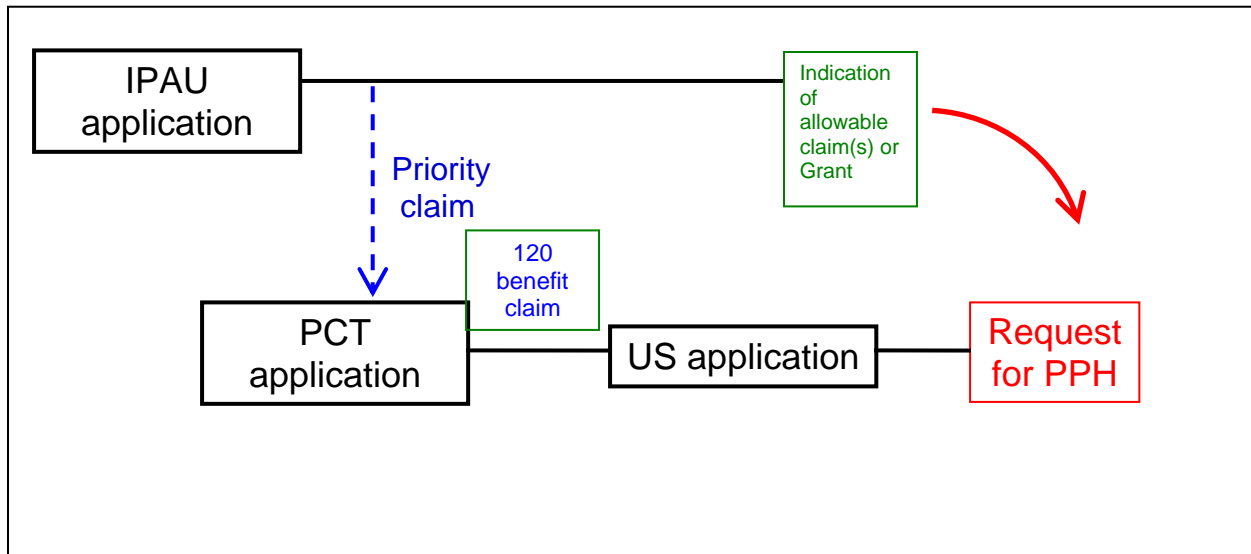 IPAU
application
Indication
of
allowable
claim(s) or
Grant
Priority
claim
120
benefit
claim
PCT
application
US application
Request
for PPH